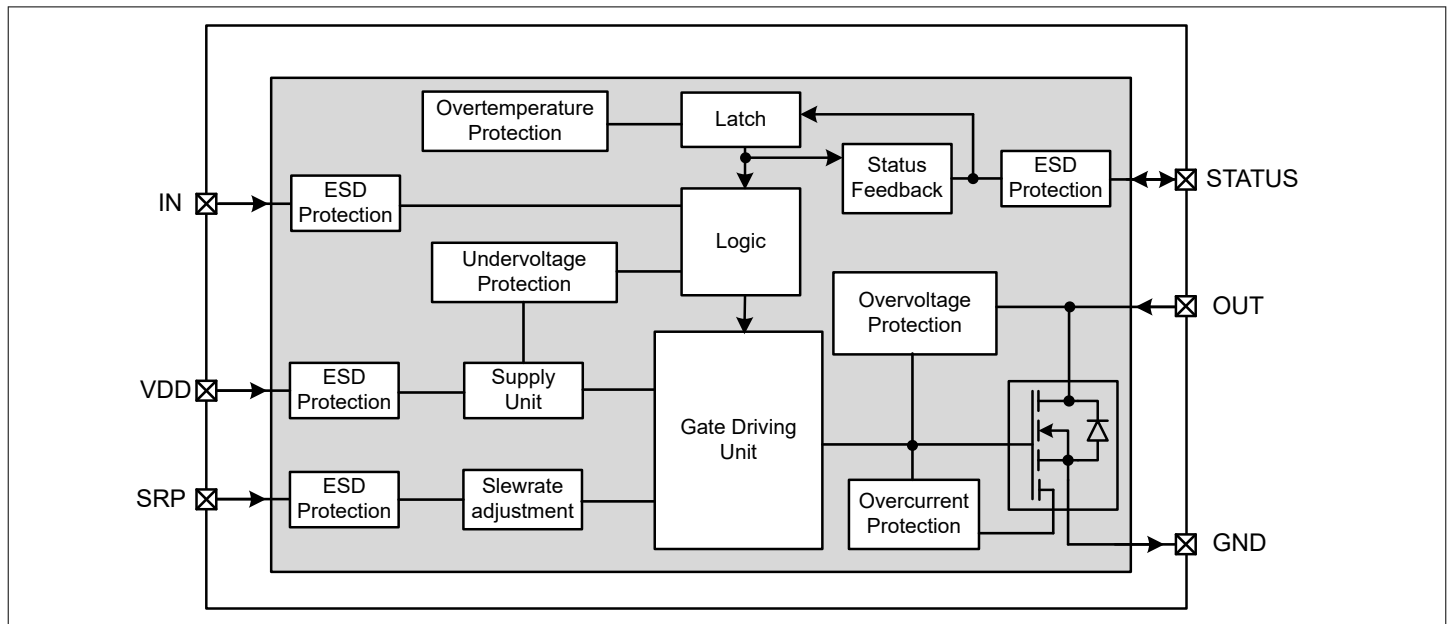 Overtemperature
Protection
Latch
Status
Feedback
ESD
Protection
STATUS
IN
ESD
Protection
Logic
Undervoltage
Protection
Overvoltage
Protection
OUT
VDD
ESD
Protection
Supply
Unit
Gate Driving
Unit
SRP
ESD
Protection
Slewrate
adjustment
Overcurrent
Protection
GND